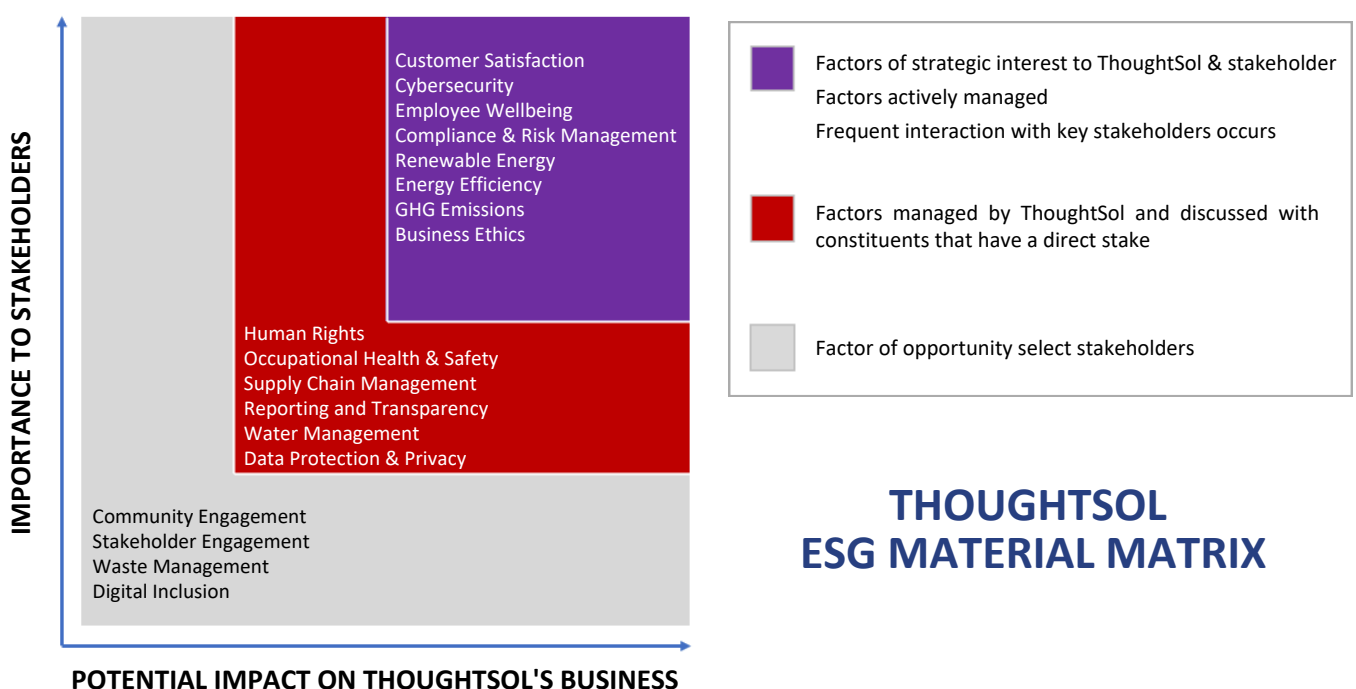 IMPORTANCE TO STAKEHOLDERS
Customer Satisfaction
Cybersecurity
Employee Wellbeing
Compliance & Risk Management
Renewable Energy
Energy Efficiency
GHG Emissions
Business Ethics
Human Rights
Occupational Health & Safety
Supply Chain Management
Reporting and Transparency
Water Management
Data Protection & Privacy
Community Engagement
Stakeholder Engagement
Waste Management
Digital Inclusion
POTENTIAL IMPACT ON THOUGHTSOL'S BUSINESS
Factors of strategic interest to ThoughtSol & stakeholder
Factors actively managed
Frequent interaction with key stakeholders occurs
Factors managed by ThoughtSol and discussed with
constituents that have a direct stake
Factor of opportunity select stakeholders
THOUGHTSOL
ESG MATERIAL MATRIX